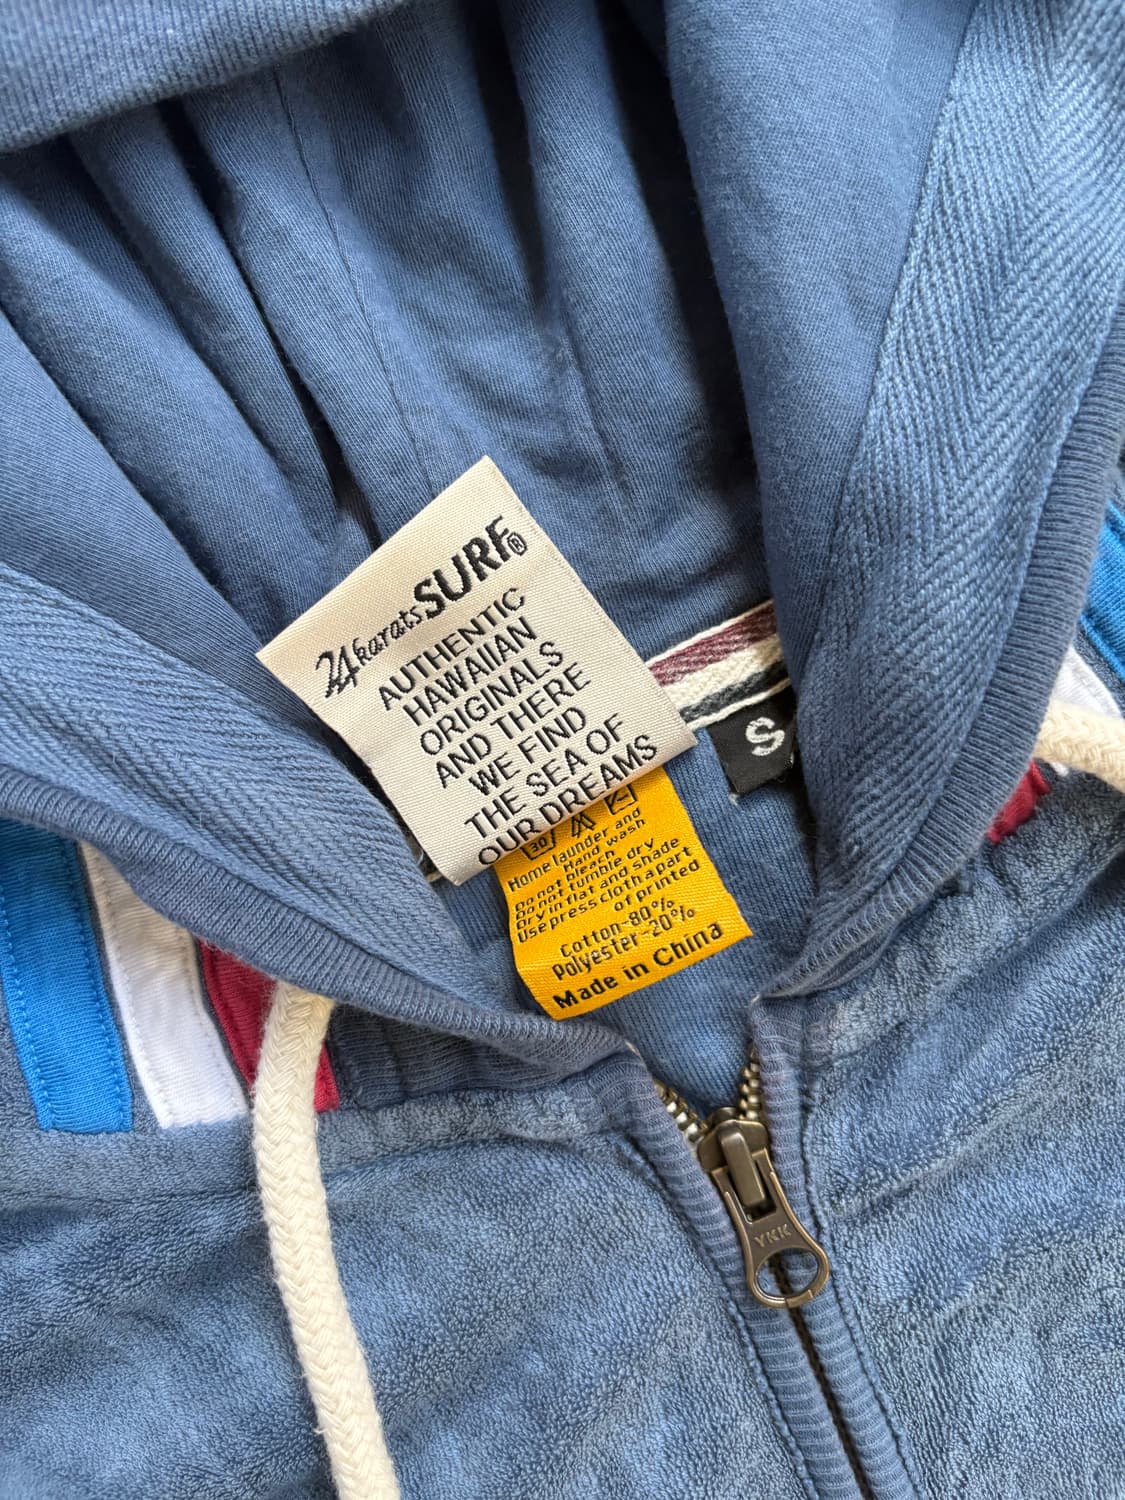 24karatsSURF®
AUTHENTIC
HAWAIIAN
ORIGINALS
AND THERE
WE FIND
THE SEA OF
OUR DREAMS
S
30
Home launder and
Hand wash
Do not bleach
Do not tumble dry
Dry in flat and shade
Use press cloth apart
of printed
Cotton-80%
Polyester-20%
Made in China
YKK